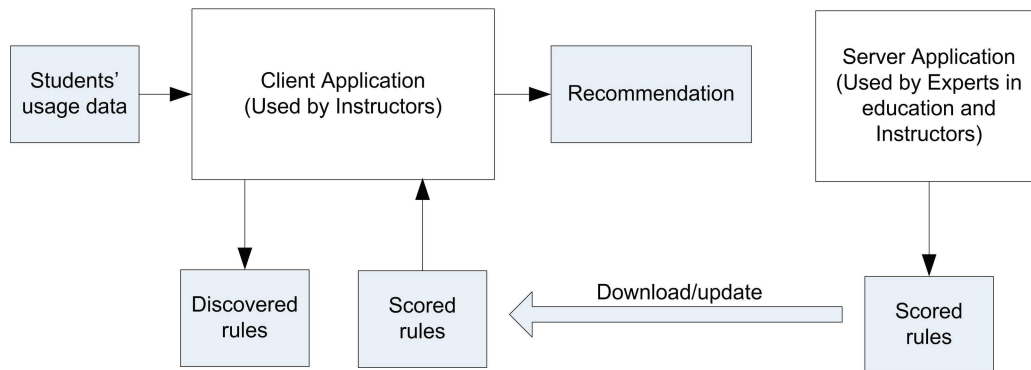 Students'
usage data
Client Application
(Used by Instructors)
Recommendation
Server Application
(Used by Experts in
education and
Instructors)
Discovered
rules
Scored
rules
Download/update
Scored
rules